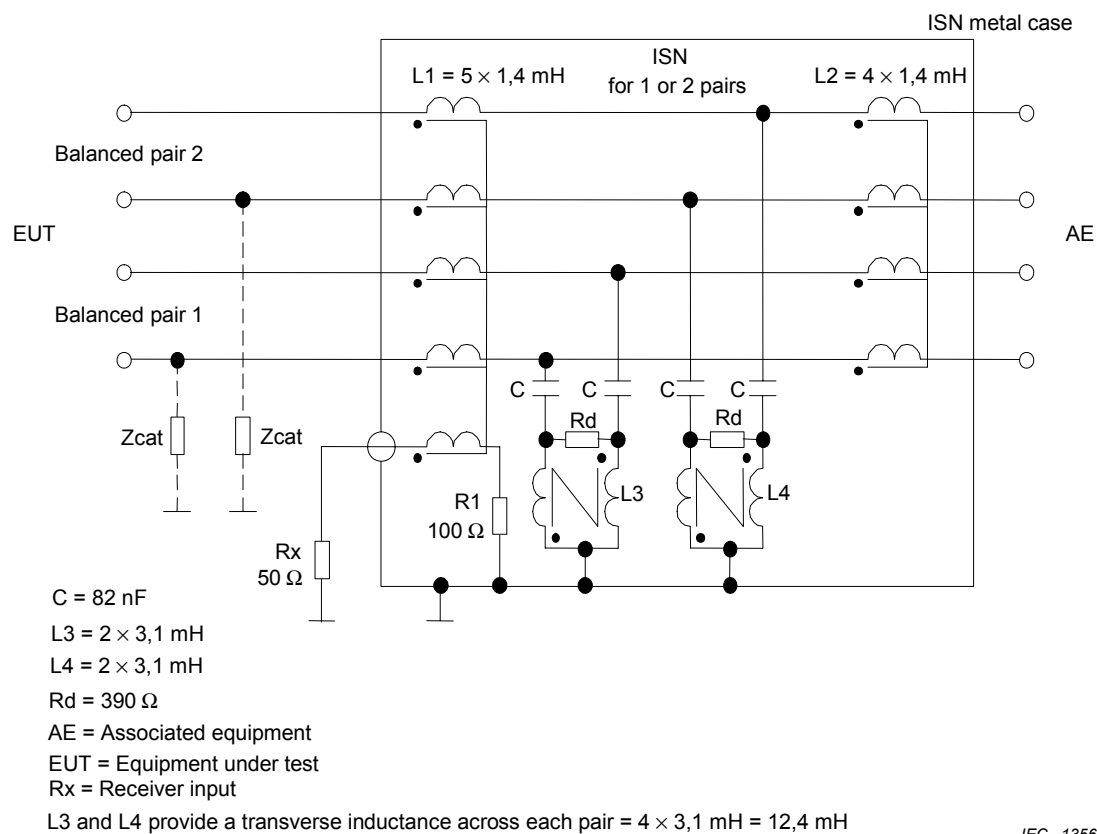 ISN metal case
ISN
for 1 or 2 pairs
L1 = 5 × 1,4 mH
L2 = 4 × 1,4 mH
Balanced pair 2
EUT
AE
Balanced pair 1
C
C
C
C
Rd
Rd
Zcat
Zcat
L3
L4
R1
100 Ω
Rx
50 Ω
C = 82 nF
L3 = 2 × 3,1 mH
L4 = 2 × 3,1 mH
Rd = 390 Ω
AE = Associated equipment
EUT = Equipment under test
Rx = Receiver input
L3 and L4 provide a transverse inductance across each pair = 4 × 3,1 mH = 12,4 mH
IEC 1356